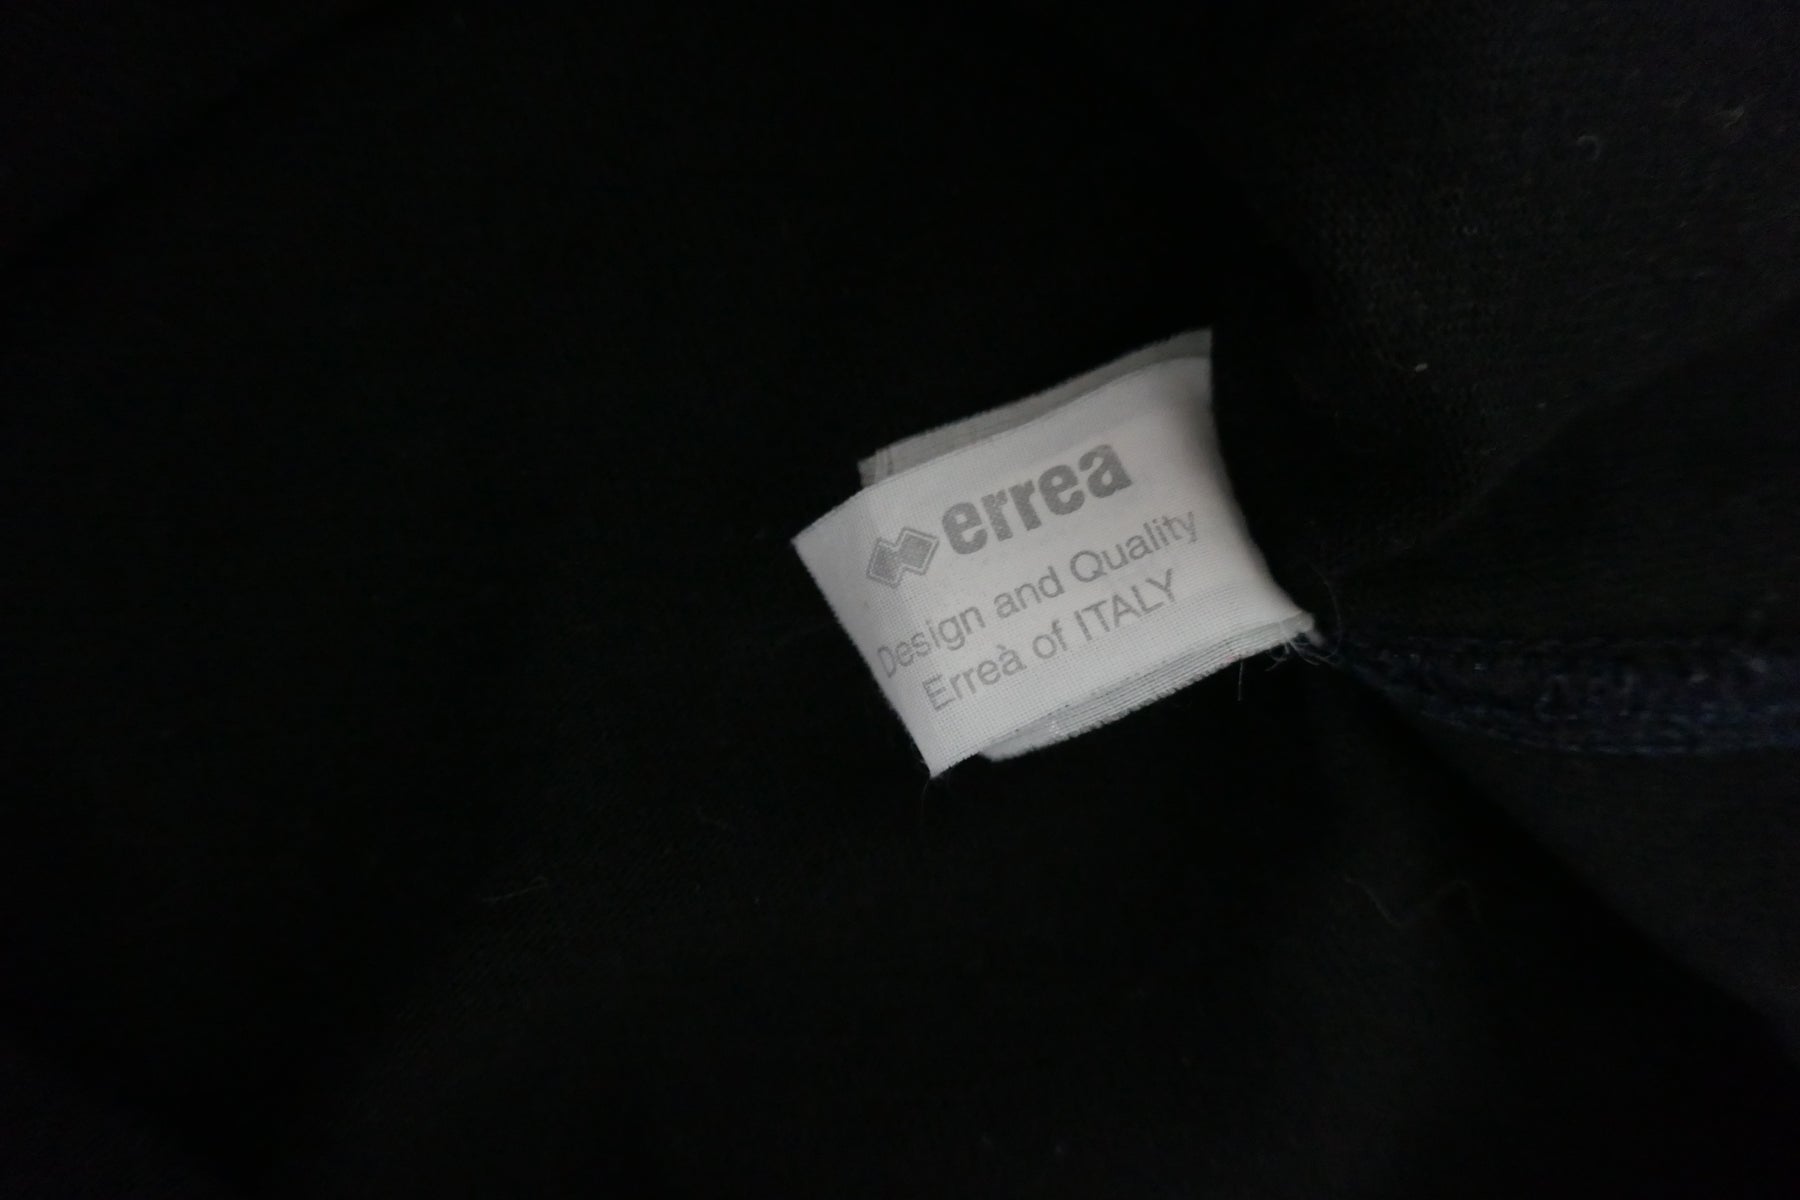 errea
Design and Quality
Erreà of ITALY